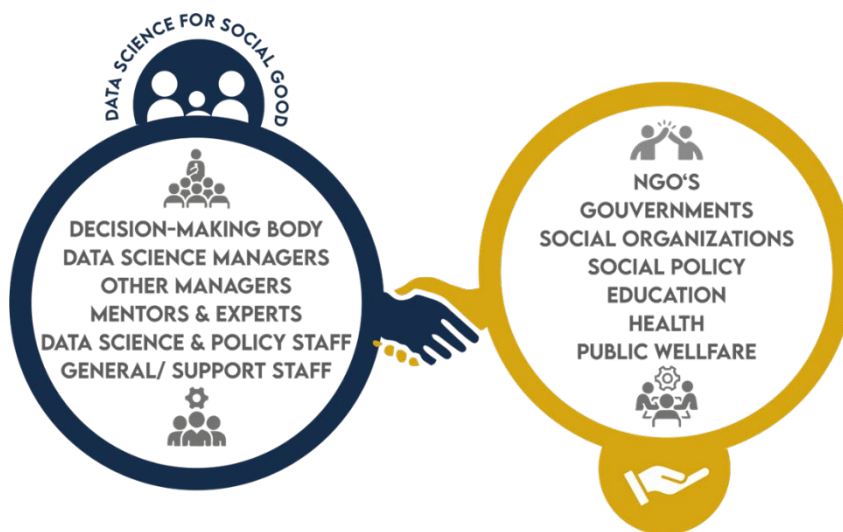 DATA SCIENCE FOR SOCIAL GOOD
DECISION-MAKING BODY
DATA SCIENCE MANAGERS
OTHER MANAGERS
MENTORS & EXPERTS
DATA SCIENCE & POLICY STAFF
GENERAL/ SUPPORT STAFF
NGO‘S
GOUVERNMENTS
SOCIAL ORGANIZATIONS
SOCIAL POLICY
EDUCATION
HEALTH
PUBLIC WELLFARE